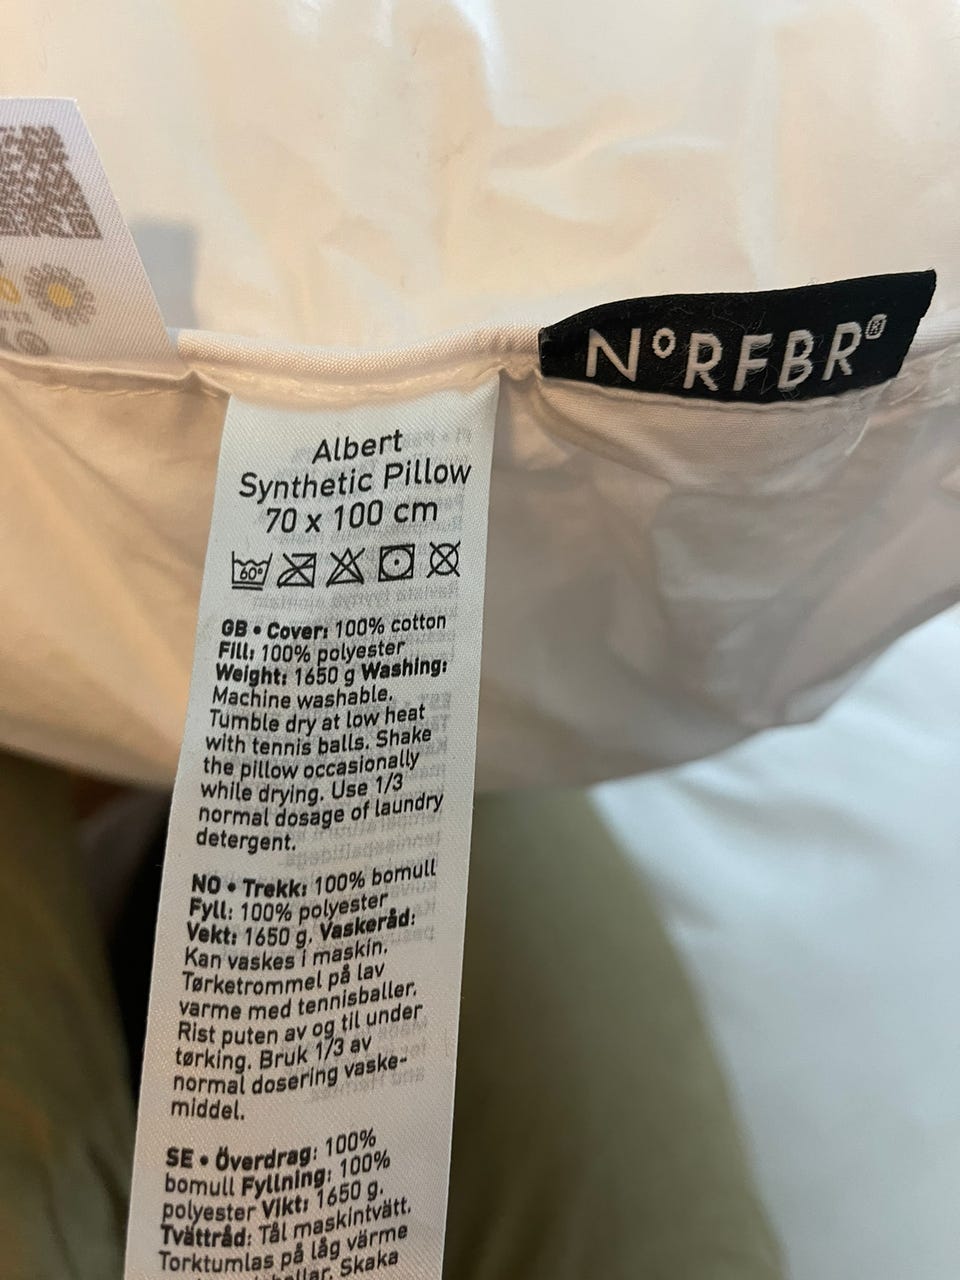 N°RFBR®
Albert
Synthetic Pillow
70 x 100 cm
60°
GB • Cover: 100% cotton
Fill: 100% polyester
Weight: 1650 g Washing:
Machine washable.
Tumble dry at low heat
with tennis balls. Shake
the pillow occasionally
while drying. Use 1/3
normal dosage of laundry
detergent.
NO • Trekk: 100% bomull
Fyll: 100% polyester
Vekt: 1650 g. Vaskeråd:
Kan vaskes i maskin.
Tørketrommel på lav
varme med tennisballer.
Rist puten av og til under
tørking. Bruk 1/3 av
normal dosering vaske-
middel.
SE • Överdrag: 100%
bomull Fyllning: 100%
polyester Vikt: 1650 g.
Tvättråd: Tål maskintvätt.
Torktumlas på låg värme
Skaka